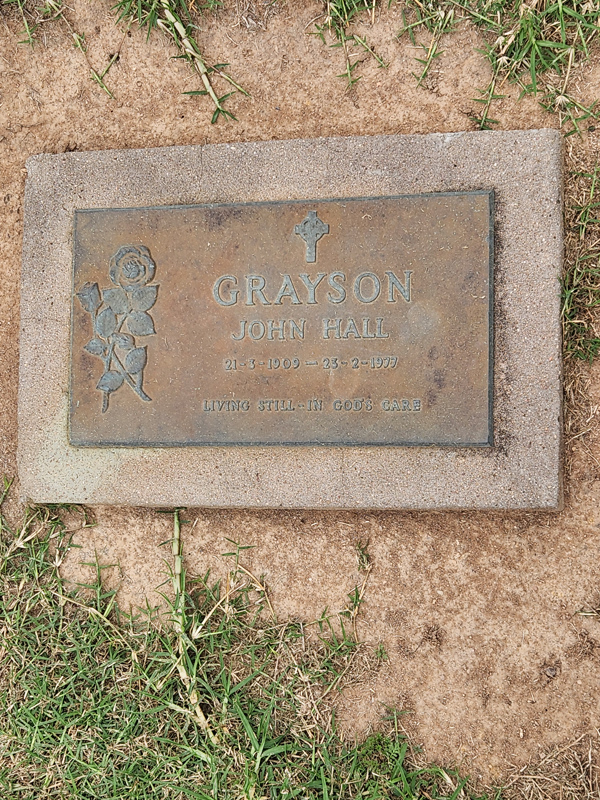 GRAYSON
JOHN HALL
21-3-1909 — 23-2-1977
LIVING STILL-IN GOD'S CARE